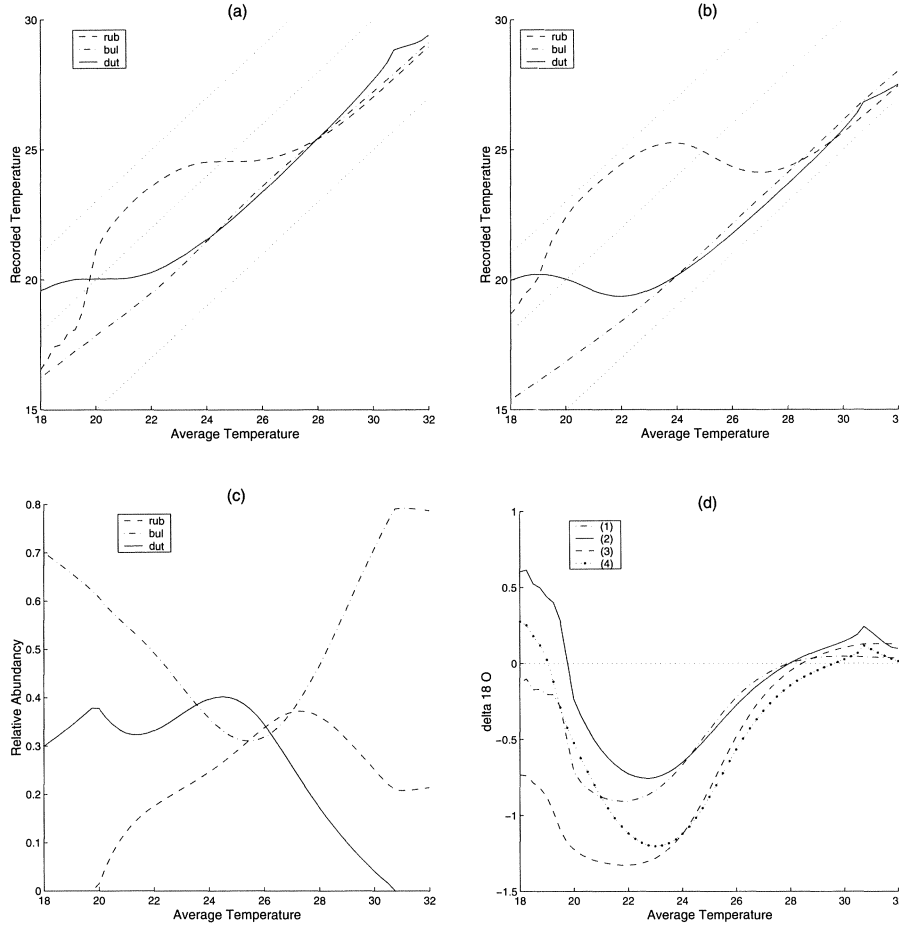 (a)
30
25
20
15
Recorded Temperature
rub
bul
dut
18 20 22 24 26 28 30 32
Average Temperature
(b)
30
25
20
15
Recorded Temperature
rub
bul
dut
18 20 22 24 26 28 30 32
Average Temperature
(c)
0.8
0.7
0.6
0.5
0.4
0.3
0.2
0.1
0
Relative Abundancy
rub
bul
dut
18 20 22 24 26 28 30 32
Average Temperature
(d)
1
0.5
0
−0.5
−1
−1.5
delta 18 O
(1)
(2)
(3)
(4)
18 20 22 24 26 28 30 32
Average Temperature